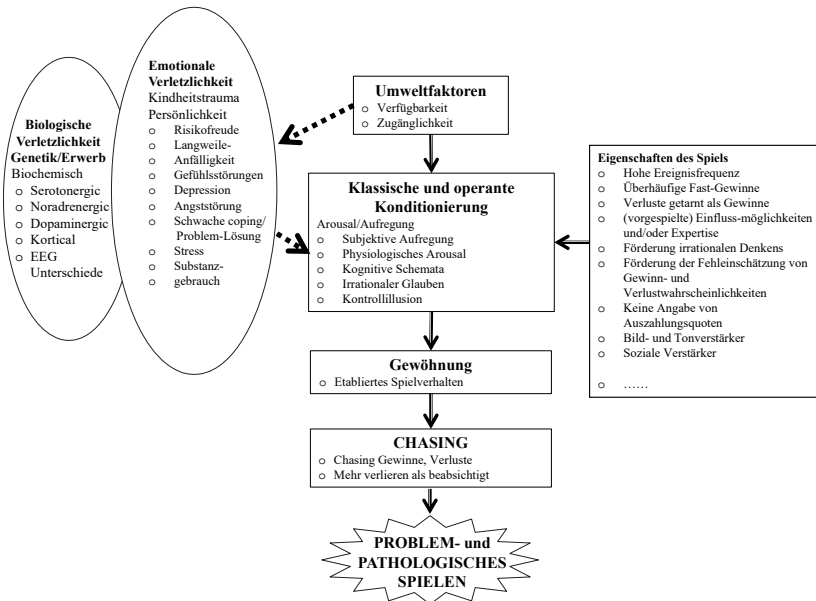 Biologische
Verletzlichkeit
Genetik/Erwerb
Biochemisch
o Serotonergic
o Noradrenergic
o Dopaminergic
o Kortical
o EEG
Unterschiede
Emotionale
Verletzlichkeit
Kindheitstrauma
Persönlichkeit
o Risikofreude
o Langweile-
o Anfälligkeit
o Gefühlsstörungen
o Depression
o Angststörung
o Schwache coping/
Problem-Lösung
o Stress
o Substanz-
o gebrauch
Umweltfaktoren
o Verfügbarkeit
o Zugänglichkeit
Klassische und operante
Konditionierung
Arousal/Aufregung
o Subjektive Aufregung
o Physiologisches Arousal
o Kognitive Schemata
o Irrationaler Glauben
o Kontrollillusion
Eigenschaften des Spiels
o Hohe Ereignisfrequenz
o Überhäufige Fast-Gewinne
o Verluste getarnt als Gewinne
o (vorgespielte) Einfluss-möglichkeiten
und/oder Expertise
o Förderung irrationalen Denkens
o Förderung der Fehleinschätzung von
Gewinn- und
Verlustwahrscheinlichkeiten
o Keine Angabe von
Auszahlungsquoten
o Bild- und Tonverstärker
o Soziale Verstärker
o ……
Gewöhnung
o Etabliertes Spielverhalten
CHASING
o Chasing Gewinne, Verluste
o Mehr verlieren als beabsichtigt
PROBLEM- und
PATHOLOGISCHES
SPIELEN